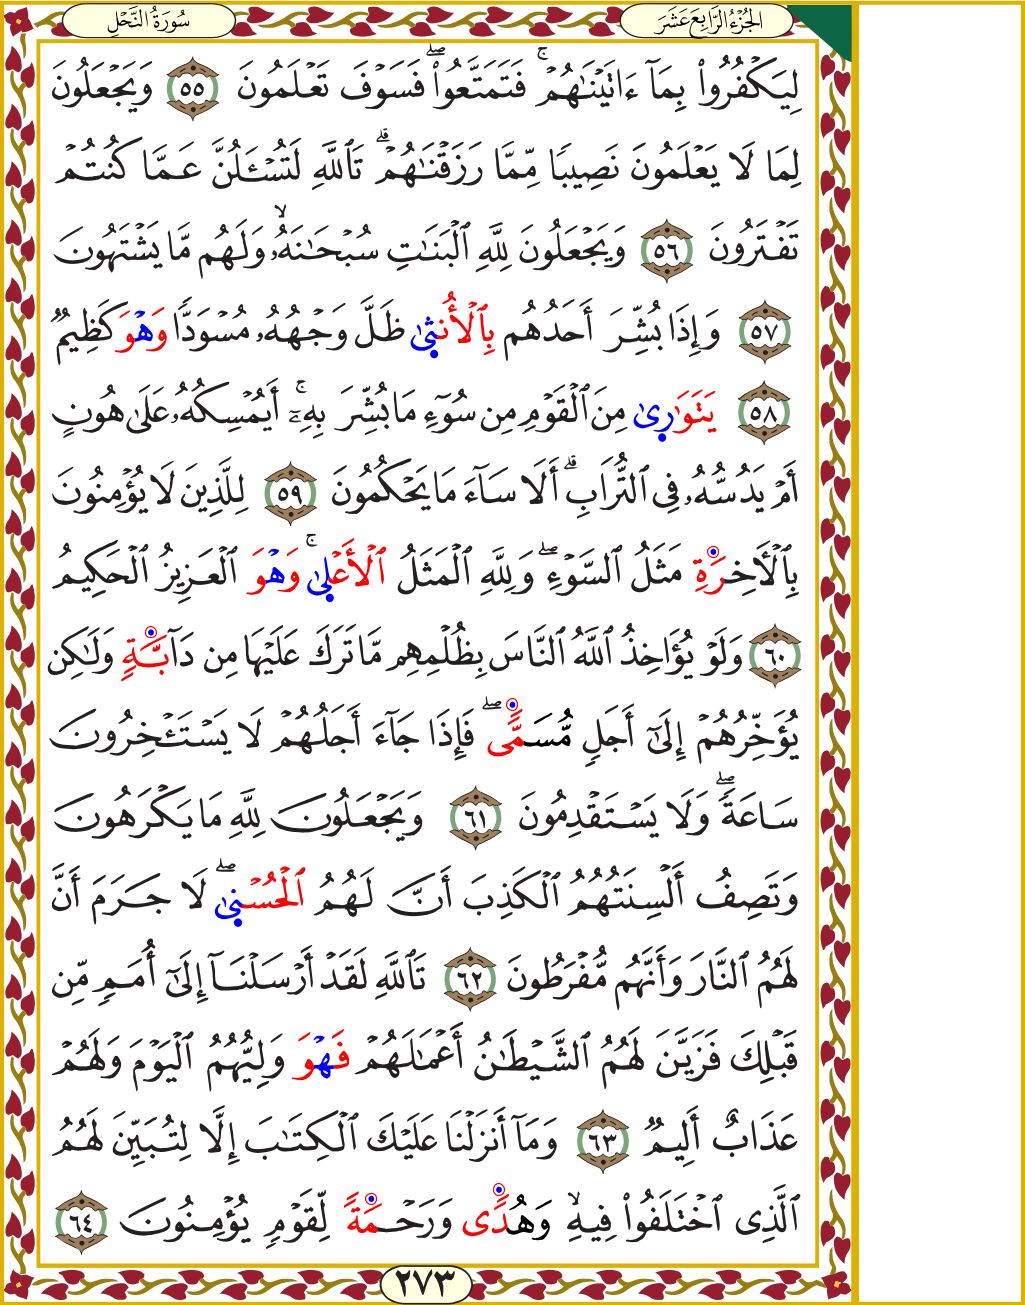 الجُزْءُ الرَّابِعَ عَشَرَ
سُورَةُ النَّحْلِ
لِيَكْفُرُوا۟ بِمَآ ءَاتَيْنَٰهُمْ ۚ فَتَمَتَّعُوا۟ ۖ فَسَوْفَ تَعْلَمُونَ ٥٥ وَيَجْعَلُونَ
لِمَا لَا يَعْلَمُونَ نَصِيبًا مِّمَّا رَزَقْنَٰهُمْ ۗ تَٱللَّهِ لَتُسْـَٔلُنَّ عَمَّا كُنتُمْ
تَفْتَرُونَ ٥٦ وَيَجْعَلُونَ لِلَّهِ ٱلْبَنَٰتِ سُبْحَٰنَهُۥ ۙ وَلَهُم مَّا يَشْتَهُونَ
٥٧ وَإِذَا بُشِّرَ أَحَدُهُم بِٱلْأُنثىٰ ظَلَّ وَجْهُهُۥ مُسْوَدًّا وَهْوَ كَظِيمٌ
٥٨ يَتَوَٰرىٰ مِنَ ٱلْقَوْمِ مِن سُوٓءِ مَا بُشِّرَ بِهِۦٓ ۚ أَيُمْسِكُهُۥ عَلَىٰ هُونٍ
أَمْ يَدُسُّهُۥ فِى ٱلتُّرَابِ ۗ أَلَا سَآءَ مَا يَحْكُمُونَ ٥٩ لِلَّذِينَ لَا يُؤْمِنُونَ
بِٱلْـَٔاخِرَةِ مَثَلُ ٱلسَّوْءِ ۖ وَلِلَّهِ ٱلْمَثَلُ ٱلْأَعْلىٰ ۚ وَهْوَ ٱلْعَزِيزُ ٱلْحَكِيمُ
٦٠ وَلَوْ يُؤَاخِذُ ٱللَّهُ ٱلنَّاسَ بِظُلْمِهِم مَّا تَرَكَ عَلَيْهَا مِن دَآبَّةٍ وَلَٰكِن
يُؤَخِّرُهُمْ إِلَىٰٓ أَجَلٍ مُّسَمًّى ۖ فَإِذَا جَآءَ أَجَلُهُمْ لَا يَسْتَـْٔخِرُونَ
سَاعَةً ۖ وَلَا يَسْتَقْدِمُونَ ٦١ وَيَجْعَلُونَ لِلَّهِ مَا يَكْرَهُونَ
وَتَصِفُ أَلْسِنَتُهُمُ ٱلْكَذِبَ أَنَّ لَهُمُ ٱلْحُسْنىٰ ۖ لَا جَرَمَ أَنَّ
لَهُمُ ٱلنَّارَ وَأَنَّهُم مُّفْرَطُونَ ٦٢ تَٱللَّهِ لَقَدْ أَرْسَلْنَآ إِلَىٰٓ أُمَمٍ مِّن
قَبْلِكَ فَزَيَّنَ لَهُمُ ٱلشَّيْطَٰنُ أَعْمَٰلَهُمْ فَهْوَ وَلِيُّهُمُ ٱلْيَوْمَ وَلَهُمْ
عَذَابٌ أَلِيمٌ ٦٣ وَمَآ أَنزَلْنَا عَلَيْكَ ٱلْكِتَٰبَ إِلَّا لِتُبَيِّنَ لَهُمُ
ٱلَّذِى ٱخْتَلَفُوا۟ فِيهِ ۙ وَهُدًى وَرَحْمَةً لِّقَوْمٍ يُؤْمِنُونَ ٦٤
٢٧٣